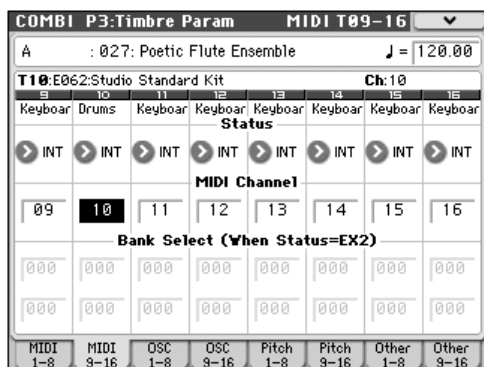 COMBI P3:Timbre Param MIDI T09-16
A :027: Poetic Flute Ensemble ♩= 120.00
T10:E062:Studio Standard Kit Ch:10
9 10 11 12 13 14 15 16
Keyboar Drums Keyboar Keyboar Keyboar Keyboar Keyboar Keyboar
Status
INT INT INT INT INT INT INT INT
MIDI Channel
09 10 11 12 13 14 15 16
Bank Select (When Status=EX2)
000 000 000 000 000 000 000 000
000 000 000 000 000 000 000 000
MIDI 1-8 MIDI 9-16 OSC 1-8 OSC 9-16 Pitch 1-8 Pitch 9-16 Other 1-8 Other 9-16